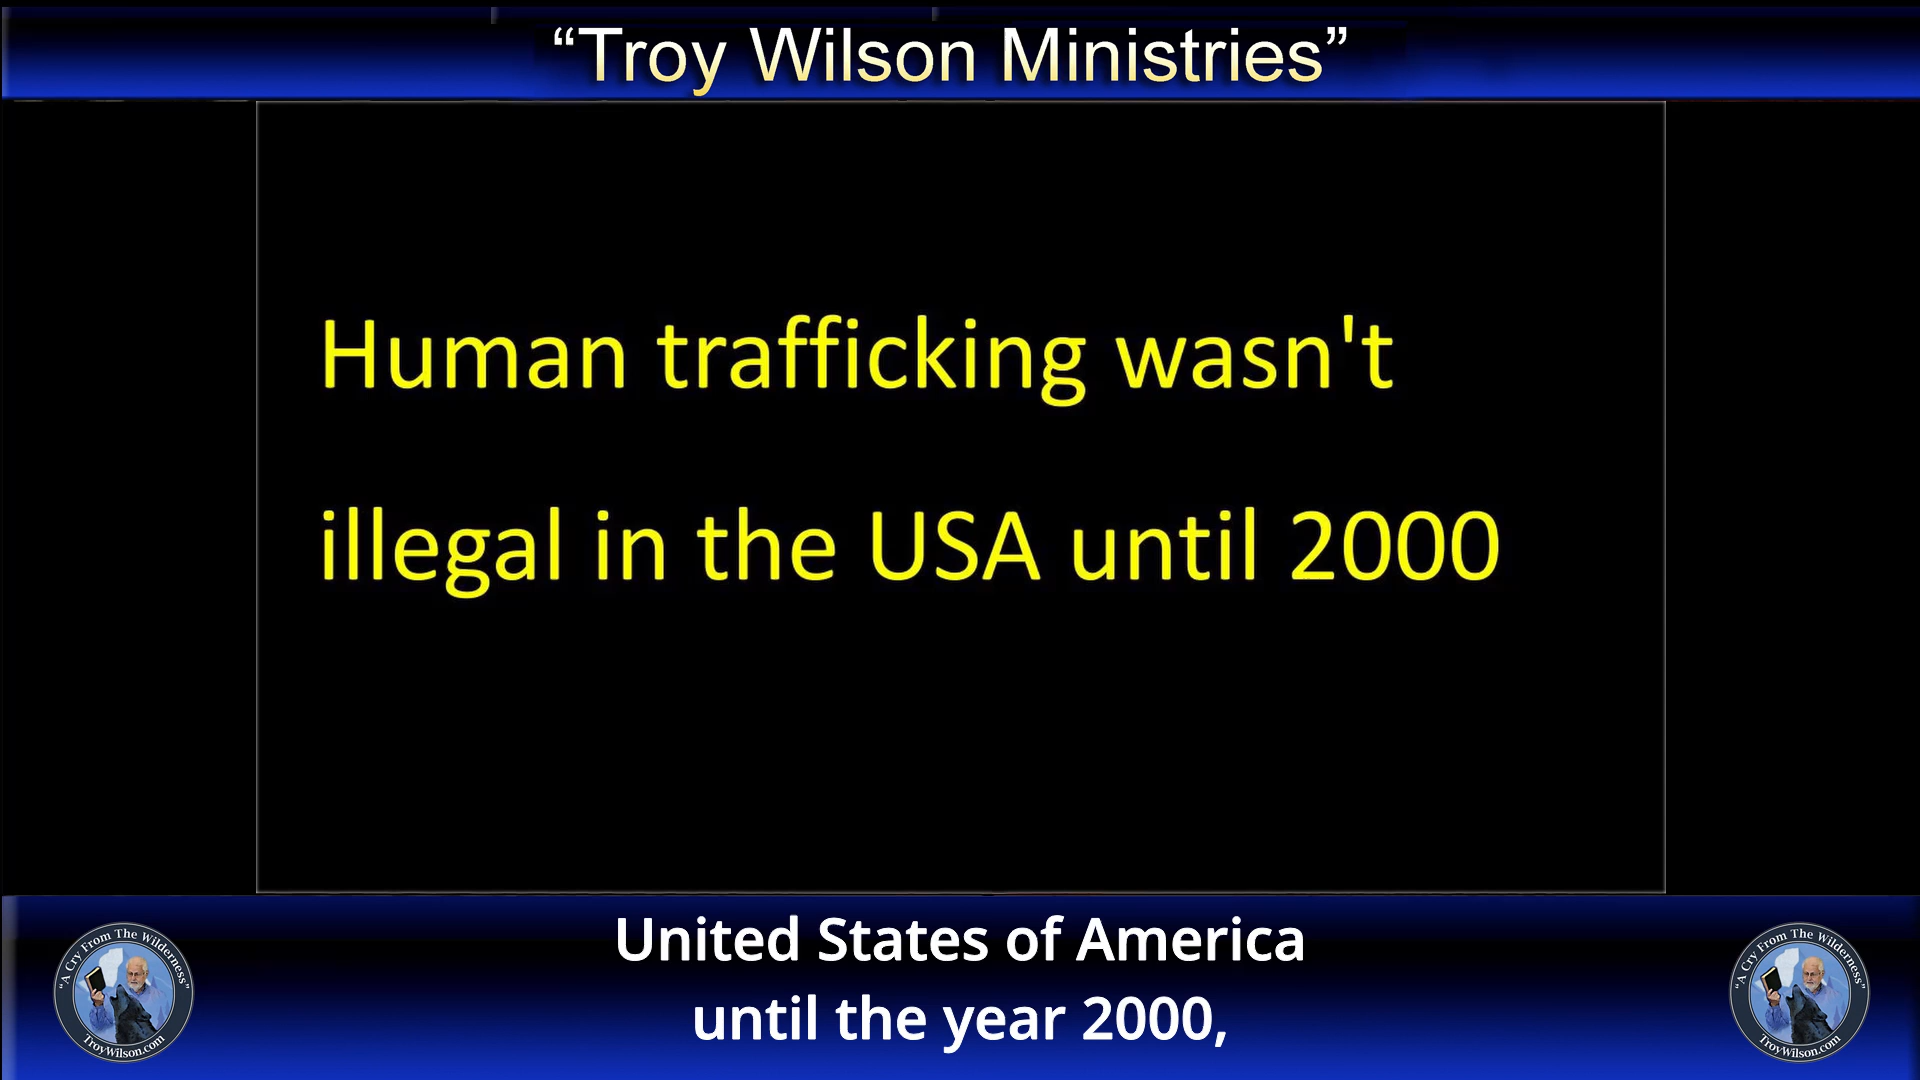 “Troy Wilson Ministries”
Human trafficking wasn't
illegal in the USA until 2000
United States of America
until the year 2000,
“A Cry From The Wilderness”
TroyWilson.com
“A Cry From The Wilderness”
TroyWilson.com